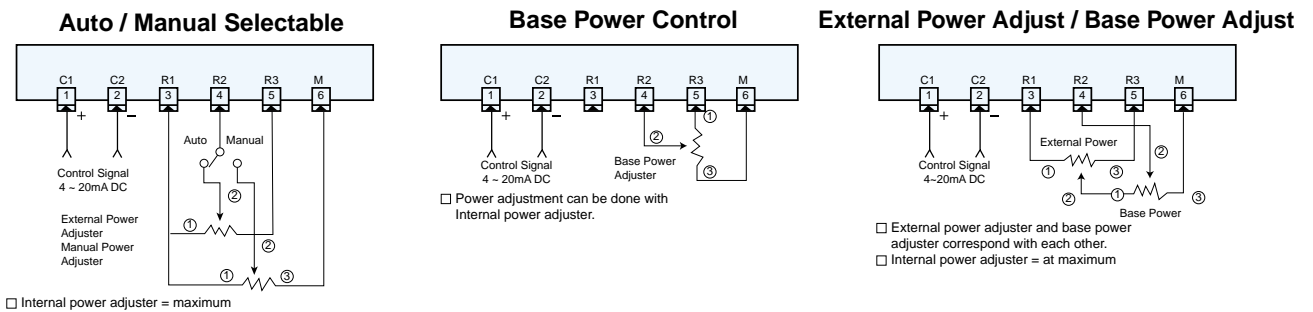 Auto / Manual Selectable
C1 C2 R1 R2 R3 M
1 2 3 4 5 6
+ −
Auto Manual
Control Signal
4 ~ 20mA DC
②
External Power
Adjuster
①
Manual Power
Adjuster
②
① ③
□ Internal power adjuster = maximum
Base Power Control
C1 C2 R1 R2 R3 M
1 2 3 4 5 6
+ −
①
②
Base Power
Adjuster
③
Control Signal
4 ~ 20mA DC
□ Power adjustment can be done with
Internal power adjuster.
External Power Adjust / Base Power Adjust
C1 C2 R1 R2 R3 M
1 2 3 4 5 6
+ −
External Power
① ③
②
Control Signal
4~20mA DC
② ① ③
Base Power
□ External power adjuster and base power
adjuster correspond with each other.
□ Internal power adjuster = at maximum